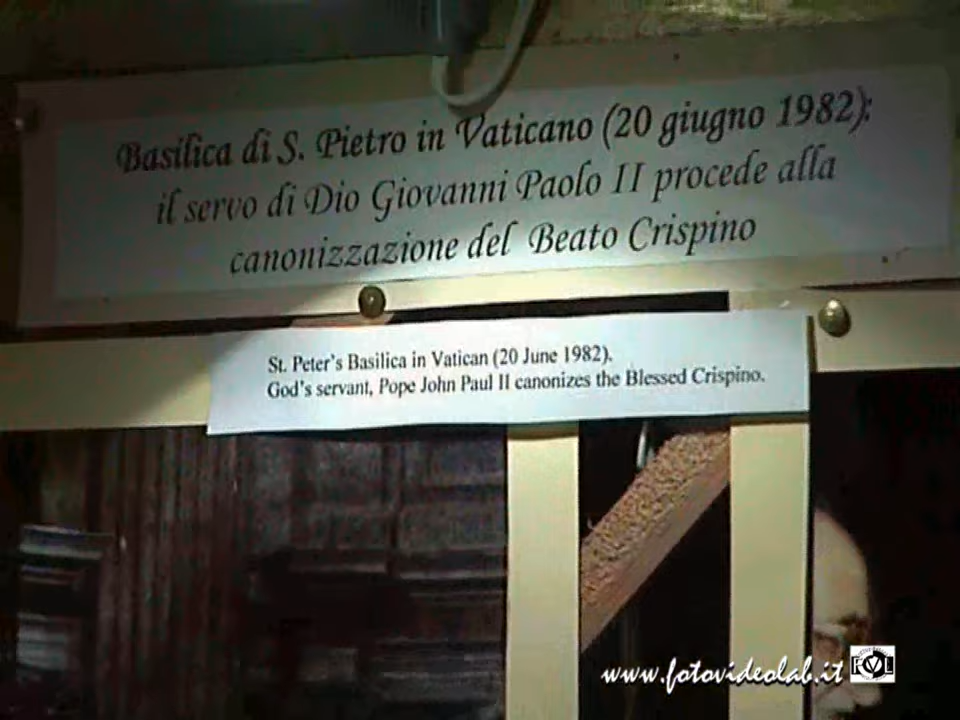 Basilica di S. Pietro in Vaticano (20 giugno 1982):
il servo di Dio Giovanni Paolo II procede alla
canonizzazione del Beato Crispino
St. Peter's Basilica in Vatican (20 June 1982).
God's servant, Pope John Paul II canonizes the Blessed Crispino.
www.fotovideolab.it
FVL